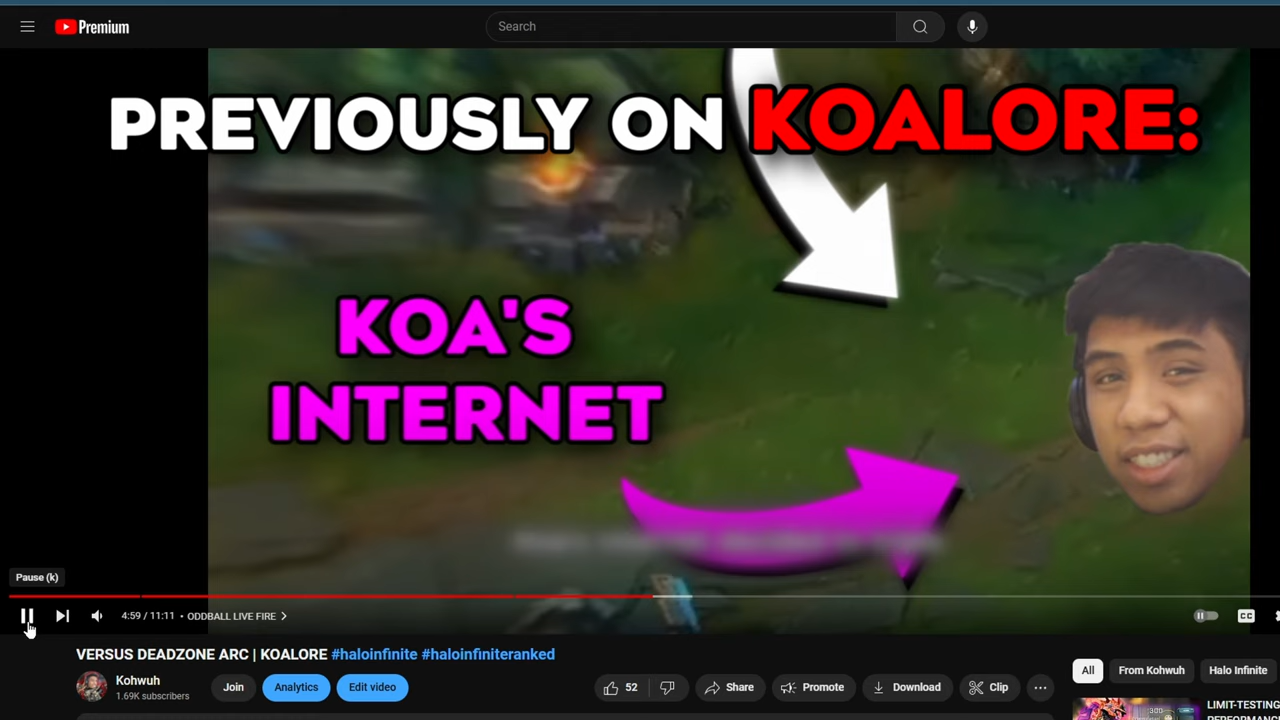 Premium
Search
PREVIOUSLY ON KOALORE:
KOA'S
INTERNET
Pause (k)
4:59 / 11:11 • ODDBALL LIVE FIRE
CC
VERSUS DEADZONE ARC | KOALORE #haloinfinite #haloinfiniteranked
Kohwuh
1.69K subscribers
Join
Analytics
Edit video
52
Share
Promote
Download
Clip
All
From Kohwuh
Halo Infinite
LIMIT-TESTING